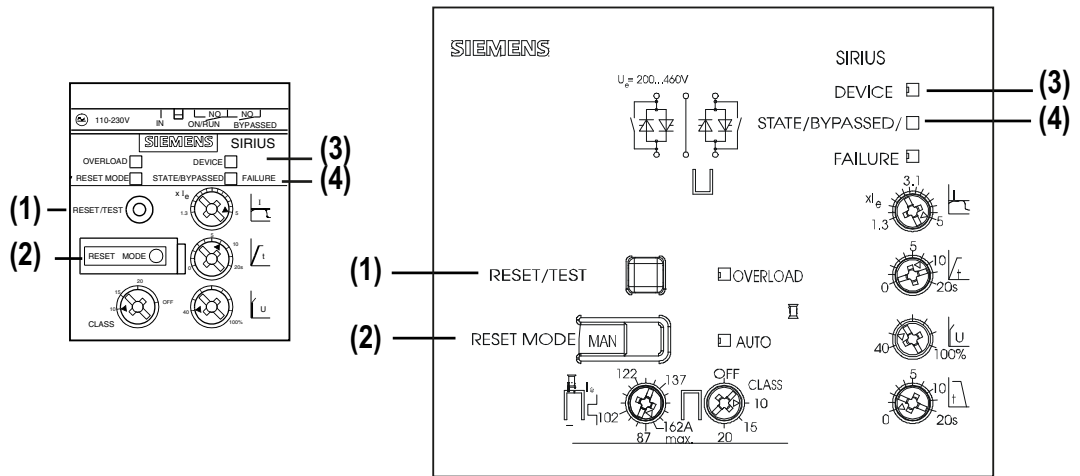 110-230V IN NO NO
ON/RUN BYPASSED
SIEMENS SIRIUS
OVERLOAD DEVICE (3)
RESET MODE STATE/BYPASSED FAILURE (4)
(1) RESET/TEST
xIe 1.3 5 I
(2) RESET MODE
0 5 10 20s t
CLASS 10 15 20 OFF
40 100% U
SIEMENS
SIRIUS
Ue= 200...460V
DEVICE (3)
STATE/BYPASSED/ (4)
FAILURE
xIe 1.3 3.1 5 I
(1) RESET/TEST OVERLOAD
0 5 10 20s t
(2) RESET MODE MAN AUTO
40 100% U
Ie 87 102 122 137 162A max.
OFF CLASS 10 15 20
0 5 10 20s t